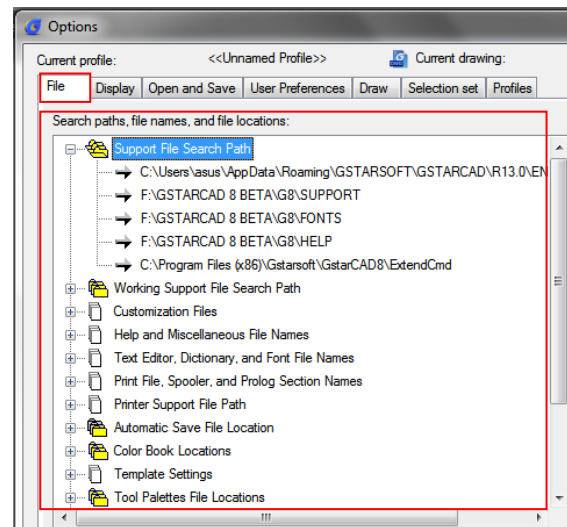 Options
Current profile: <<Unnamed Profile>> Current drawing:
File Display Open and Save User Preferences Draw Selection set Profiles
Search paths, file names, and file locations:
Support File Search Path
C:\Users\asus\AppData\Roaming\GSTARSOFT\GSTARCAD\R13.0\EN
F:\GSTARCAD 8 BETA\G8\SUPPORT
F:\GSTARCAD 8 BETA\G8\FONTS
F:\GSTARCAD 8 BETA\G8\HELP
C:\Program Files (x86)\Gstarsoft\GstarCAD8\ExtendCmd
Working Support File Search Path
Customization Files
Help and Miscellaneous File Names
Text Editor, Dictionary, and Font File Names
Print File, Spooler, and Prolog Section Names
Printer Support File Path
Automatic Save File Location
Color Book Locations
Template Settings
Tool Palettes File Locations